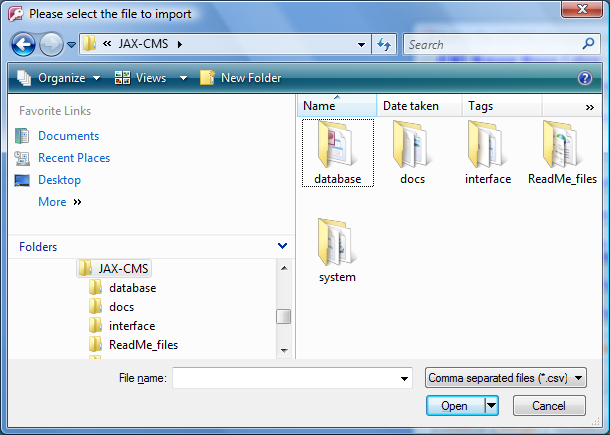 Please select the file to import
JAX-CMS
Search
Organize Views New Folder
Favorite Links
Documents
Recent Places
Desktop
More
Folders
JAX-CMS
database
docs
interface
ReadMe_files
Name Date taken Tags
database docs interface ReadMe_files
system
File name: Comma separated files (*.csv)
Open Cancel